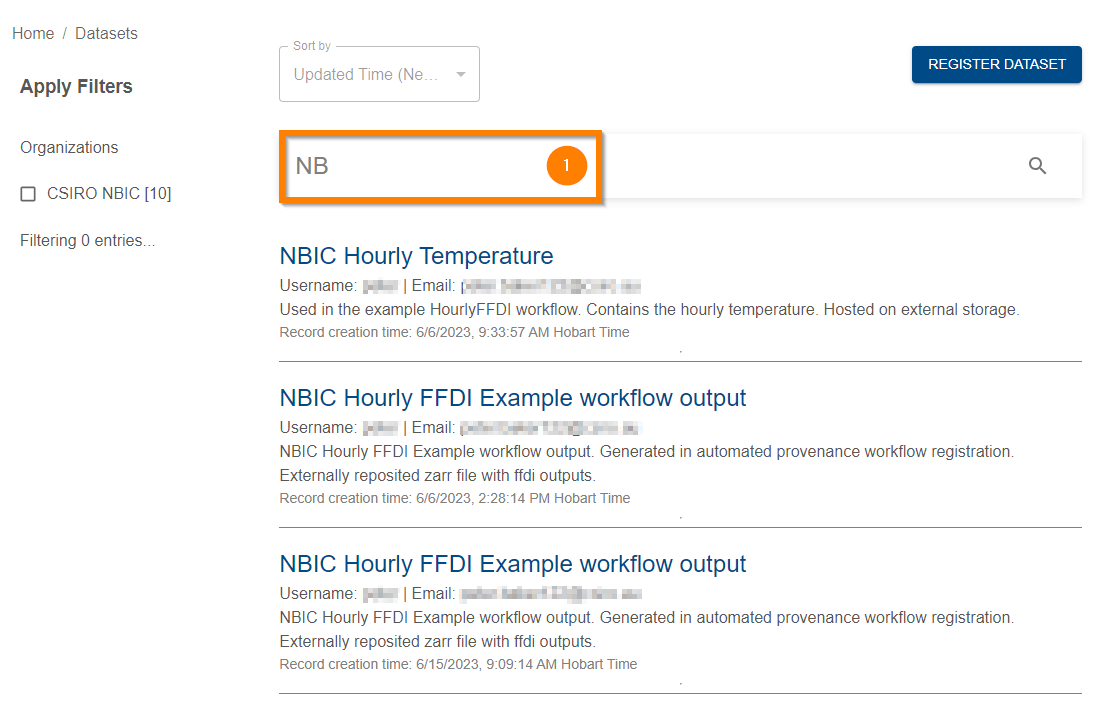 Home / Datasets
Apply Filters
Organizations
CSIRO NBIC [10]
Filtering 0 entries...
Sort by
Updated Time (Ne...
REGISTER DATASET
NB
1
NBIC Hourly Temperature
Username: | Email:
Used in the example HourlyFFDI workflow. Contains the hourly temperature. Hosted on external storage.
Record creation time: 6/6/2023, 9:33:57 AM Hobart Time
.
NBIC Hourly FFDI Example workflow output
Username: | Email:
NBIC Hourly FFDI Example workflow output. Generated in automated provenance workflow registration.
Externally reposited zarr file with ffdi outputs.
Record creation time: 6/6/2023, 2:28:14 PM Hobart Time
.
NBIC Hourly FFDI Example workflow output
Username: | Email:
NBIC Hourly FFDI Example workflow output. Generated in automated provenance workflow registration.
Externally reposited zarr file with ffdi outputs.
Record creation time: 6/15/2023, 9:09:14 AM Hobart Time
.